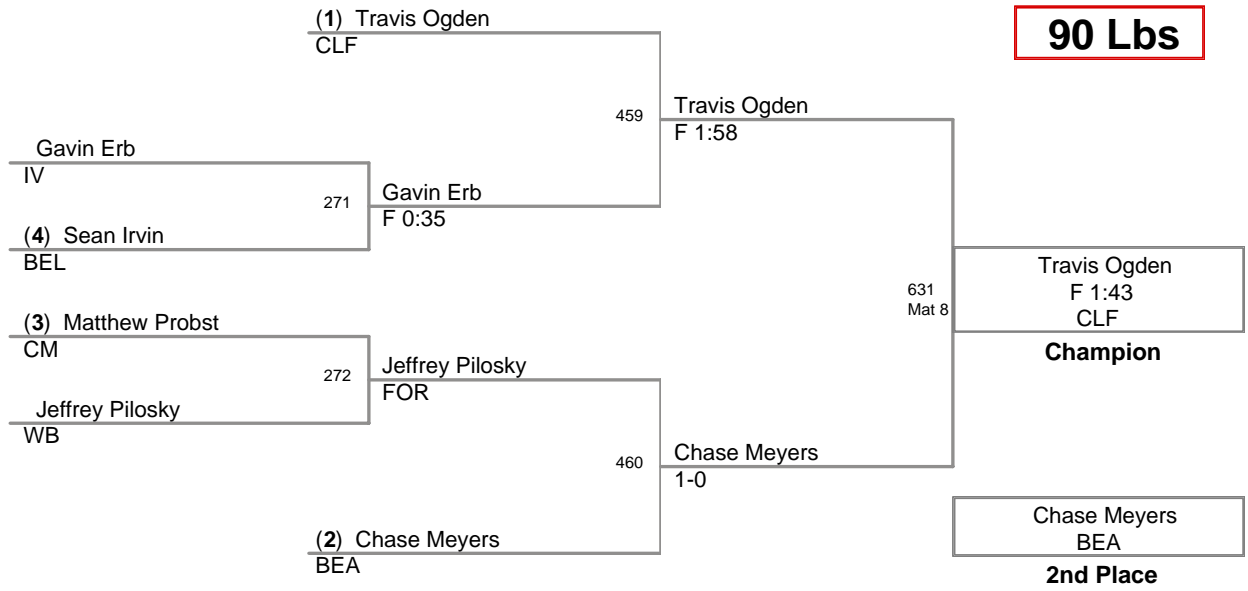 (1) Travis Ogden
CLF
90 Lbs
459
Travis Ogden
F 1:58
Gavin Erb
IV
271
Gavin Erb
F 0:35
(4) Sean Irvin
BEL
631
Mat 8
Travis Ogden
F 1:43
CLF
Champion
(3) Matthew Probst
CM
272
Jeffrey Pilosky
FOR
Jeffrey Pilosky
WB
460
Chase Meyers
1-0
(2) Chase Meyers
BEA
Chase Meyers
BEA
2nd Place